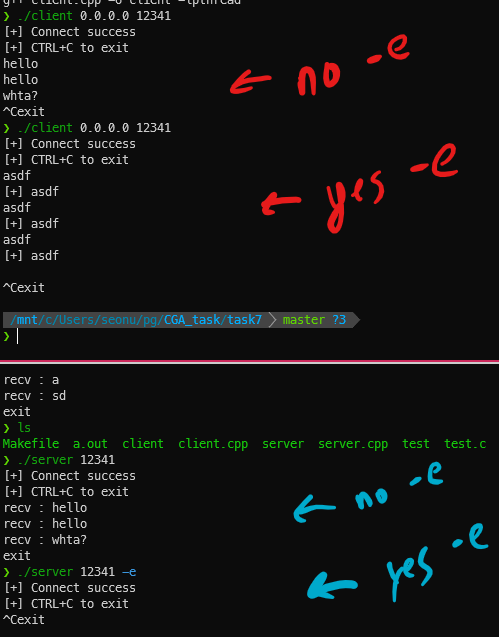 g++ client.cpp -o client -lpthread
❯ ./client 0.0.0.0 12341
[+] Connect success
[+] CTRL+C to exit
hello
hello
whta?
^Cexit
← no -e
❯ ./client 0.0.0.0 12341
[+] Connect success
[+] CTRL+C to exit
asdf
[+] asdf
asdf
[+] asdf
asdf
[+] asdf
← yes -e
^Cexit
/mnt/c/Users/seonu/pg/CGA_task/task7 master ?3
❯
recv : a
recv : sd
exit
❯ ls
Makefile a.out client client.cpp server server.cpp test test.c
❯ ./server 12341
[+] Connect success
[+] CTRL+C to exit
recv : hello
recv : hello
recv : whta?
exit
← no -e
❯ ./server 12341 -e
[+] Connect success
[+] CTRL+C to exit
^Cexit
← yes -e